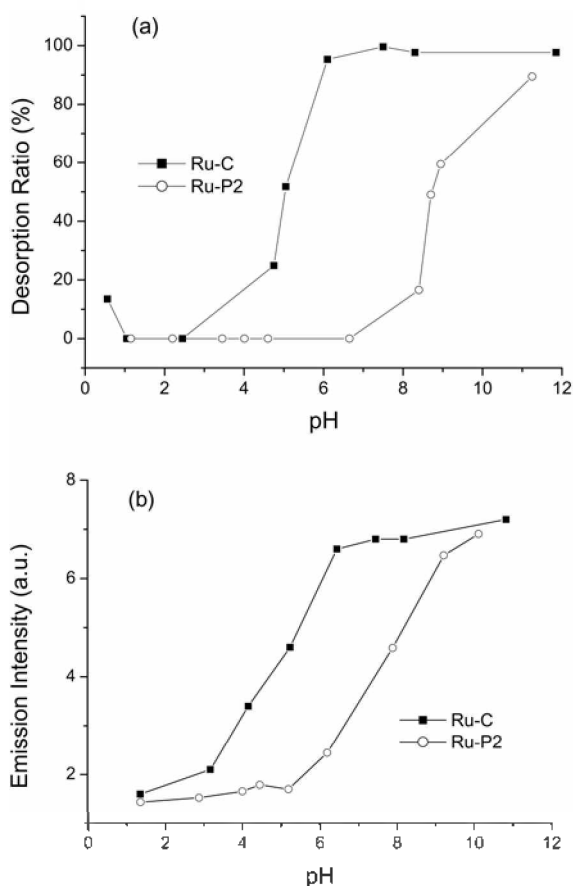 (a)
100
80
60
40
20
0
Desorption Ratio (%)
Ru-C
Ru-P2
0 2 4 6 8 10 12
pH
(b)
8
6
4
2
Emission Intensity (a.u.)
Ru-C
Ru-P2
0 2 4 6 8 10 12
pH